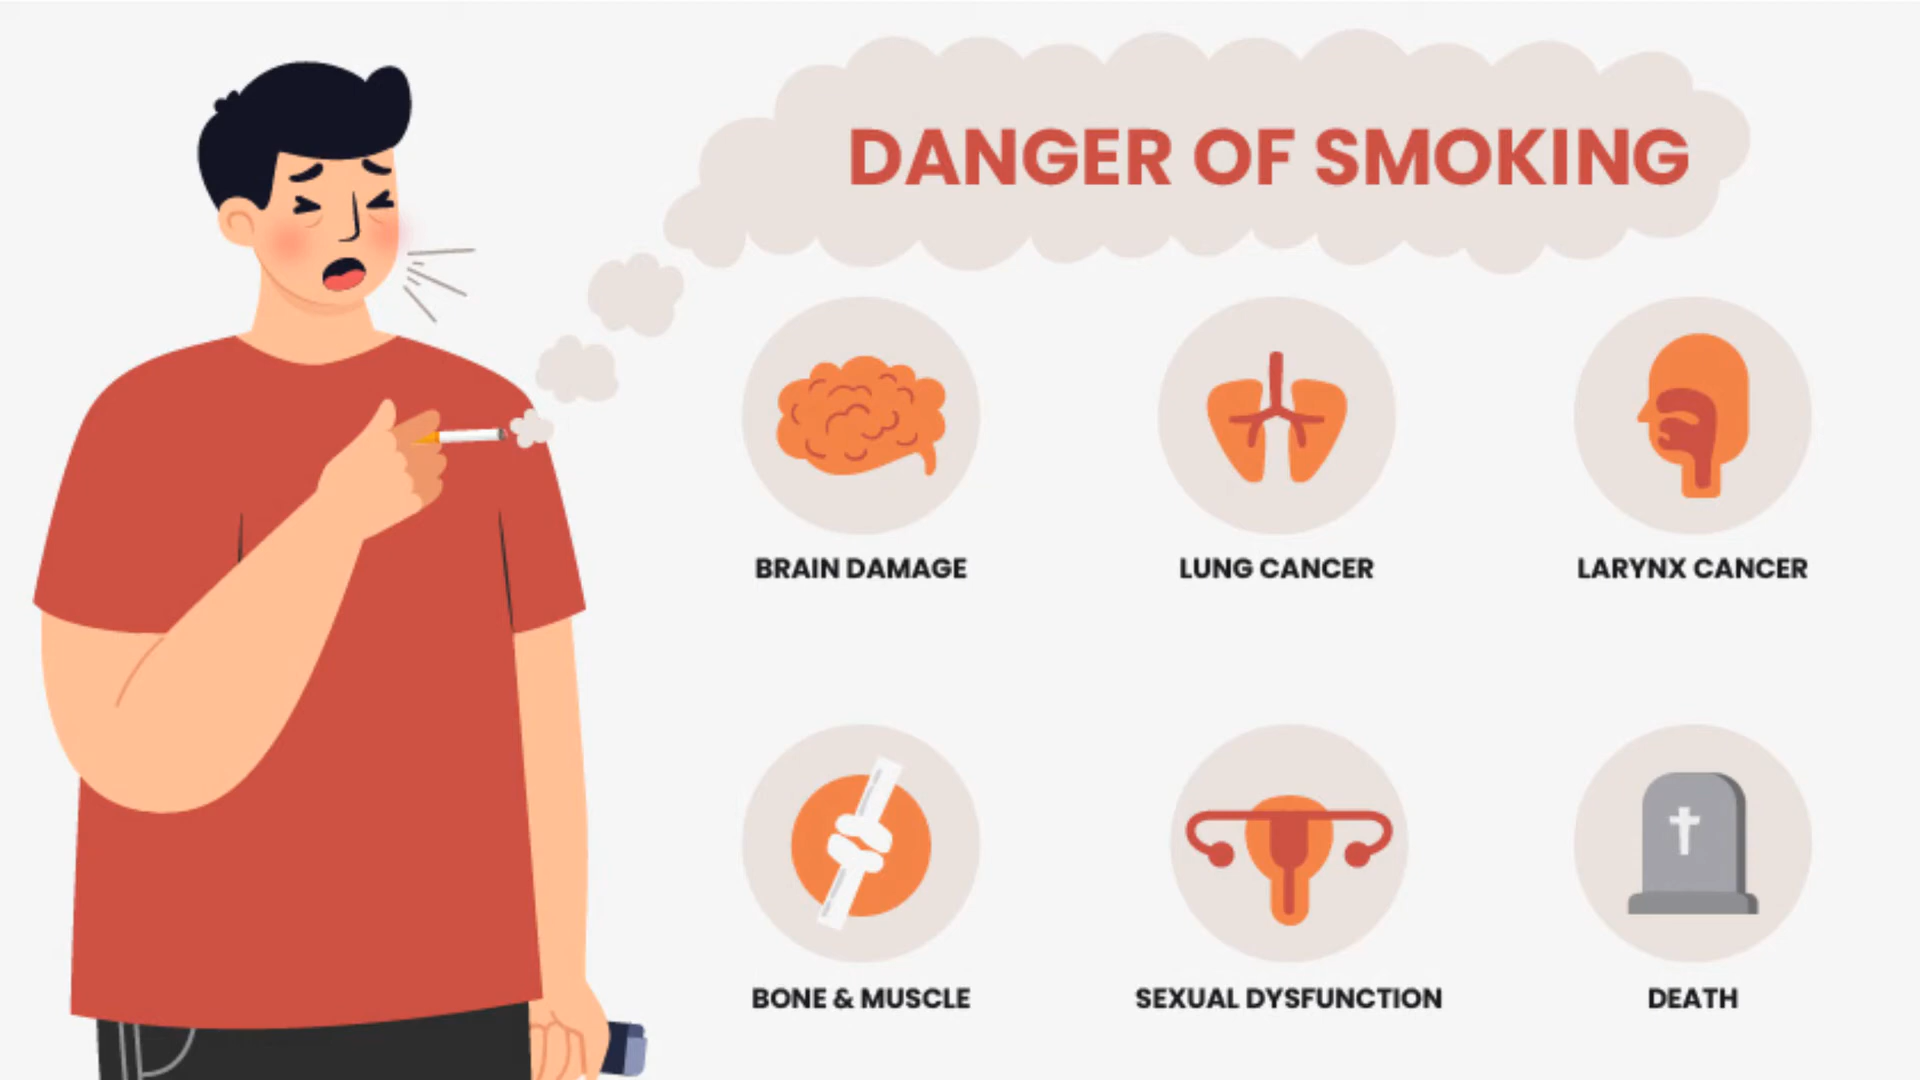 DANGER OF SMOKING
BRAIN DAMAGE
LUNG CANCER
LARYNX CANCER
BONE & MUSCLE
SEXUAL DYSFUNCTION
DEATH